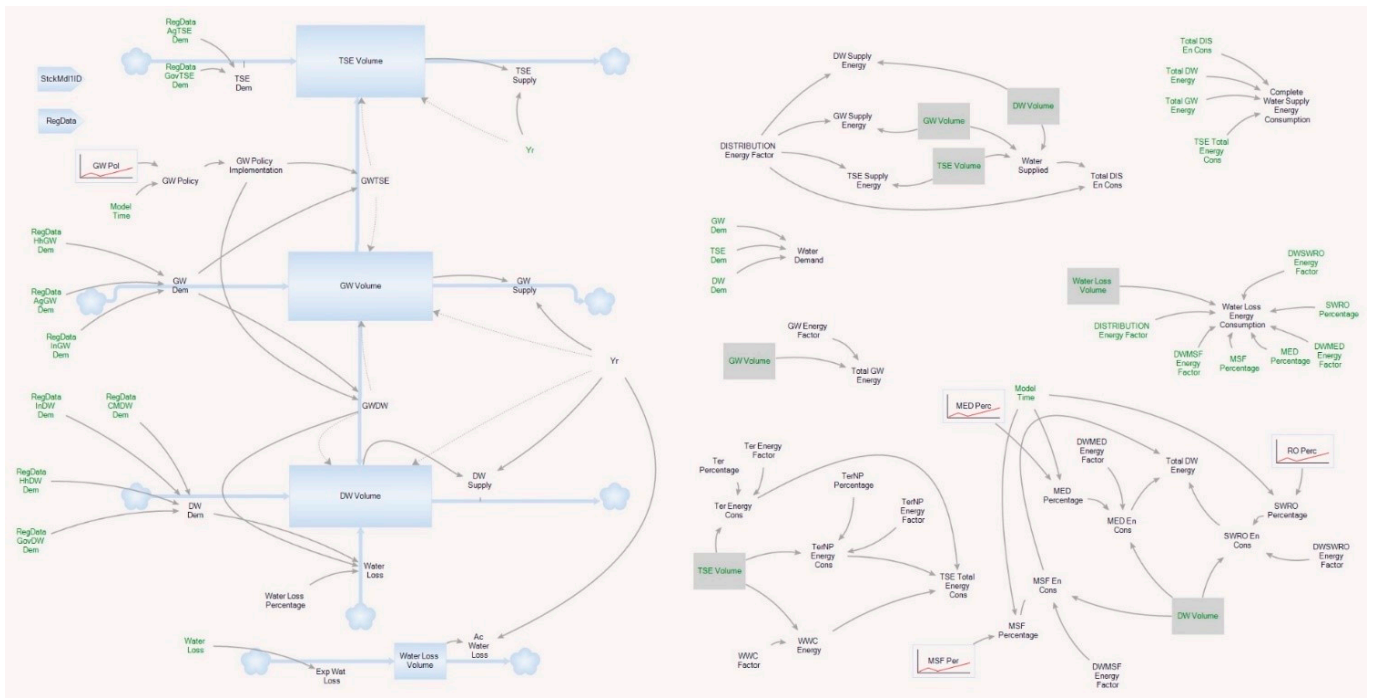 RegData
AgTSE
Dem
RegData
GovTSE
Dem
TSE
Dem
TSE Volume
TSE
Supply
StckMdl1ID
RegData
Yr
GW Pol
GW Policy
GW Policy
Implementation
Model
Time
GWTSE
RegData
HhGW
Dem
RegData
AgGW
Dem
RegData
InGW
Dem
GW
Dem
GW Volume
GW
Supply
Yr
RegData
InDW
Dem
RegData
CMDW
Dem
GWDW
RegData
HhDW
Dem
RegData
GovDW
Dem
DW
Dem
DW Volume
DW
Supply
Water
Loss
Water Loss
Percentage
Water
Loss
Exp Wat
Loss
Water Loss
Volume
Ac
Water
Loss
DW Supply
Energy
GW Supply
Energy
DISTRIBUTION
Energy Factor
TSE Supply
Energy
GW Volume
DW Volume
TSE Volume
Water
Supplied
Total DIS
En Cons
Total DIS
En Cons
Total DW
Energy
Total GW
Energy
TSE Total
Energy
Cons
Complete
Water Supply
Energy
Consumption
GW
Dem
TSE
Dem
DW
Dem
Water
Demand
Water Loss
Volume
DISTRIBUTION
Energy Factor
DWMSF
Energy
Factor
MSF
Percentage
MED
Percentage
DWMED
Energy
Factor
SWRO
Percentage
DWSWRO
Energy
Factor
Water Loss
Energy
Consumption
GW Volume
GW Energy
Factor
Total GW
Energy
MED Perc
Model
Time
Ter
Percentage
Ter Energy
Factor
Ter Energy
Cons
TerNP
Percentage
TerNP
Energy
Factor
TerNP
Energy
Cons
TSE Volume
TSE Total
Energy
Cons
WWC
Factor
WWC
Energy
DWMED
Energy
Factor
Total DW
Energy
RO Perc
MED
Percentage
MED En
Cons
SWRO
Percentage
SWRO En
Cons
DWSWRO
Energy
Factor
MSF En
Cons
DW Volume
MSF
Percentage
MSF Per
DWMSF
Energy
Factor